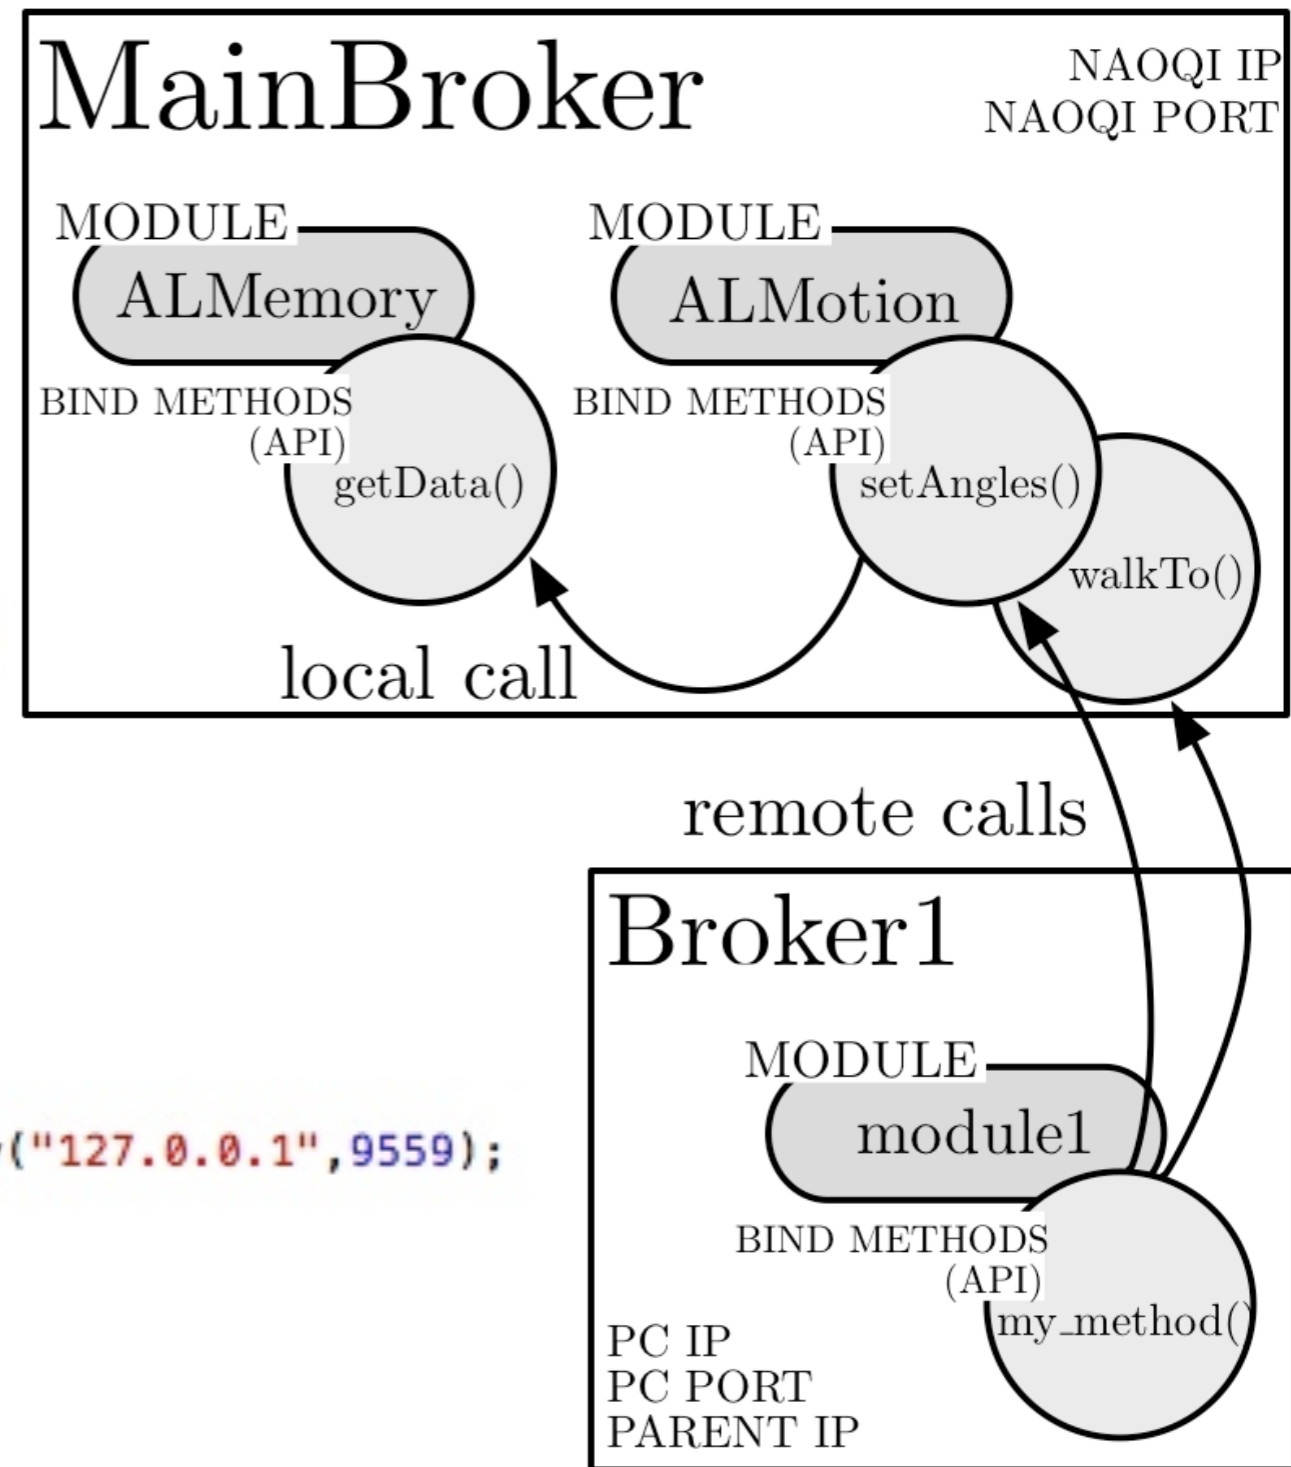 MainBroker
NAOQI IP
NAOQI PORT
MODULE
ALMemory
BIND METHODS
(API)
getData()
MODULE
ALMotion
BIND METHODS
(API)
setAngles()
walkTo()
local call
remote calls
Broker1
MODULE
module1
BIND METHODS
(API)
my_method()
PC IP
PC PORT
PARENT IP
("127.0.0.1",9559);